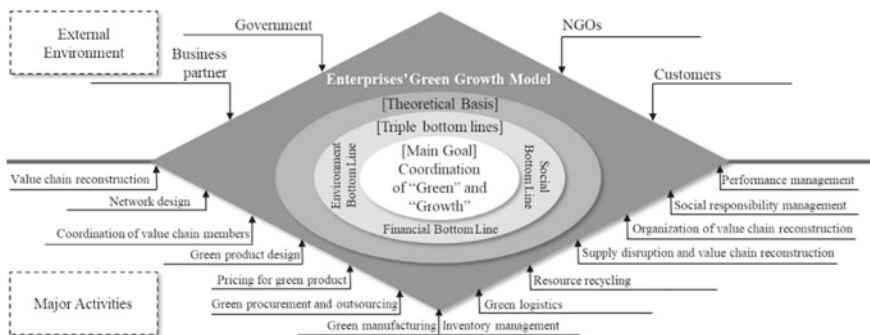 External
Environment
Government
NGOs
Business
partner
Customers
Enterprises' Green Growth Model
[Theoretical Basis]
[Triple bottom lines]
[Main Goal]
Coordination
of "Green" and
"Growth"
Environment
Bottom Line
Social
Bottom Line
Financial Bottom Line
Value chain reconstruction
Network design
Coordination of value chain members
Green product design
Pricing for green product
Green procurement and outsourcing
Green manufacturing
Inventory management
Green logistics
Resource recycling
Supply disruption and value chain reconstruction
Organization of value chain reconstruction
Social responsibility management
Performance management
Major Activities